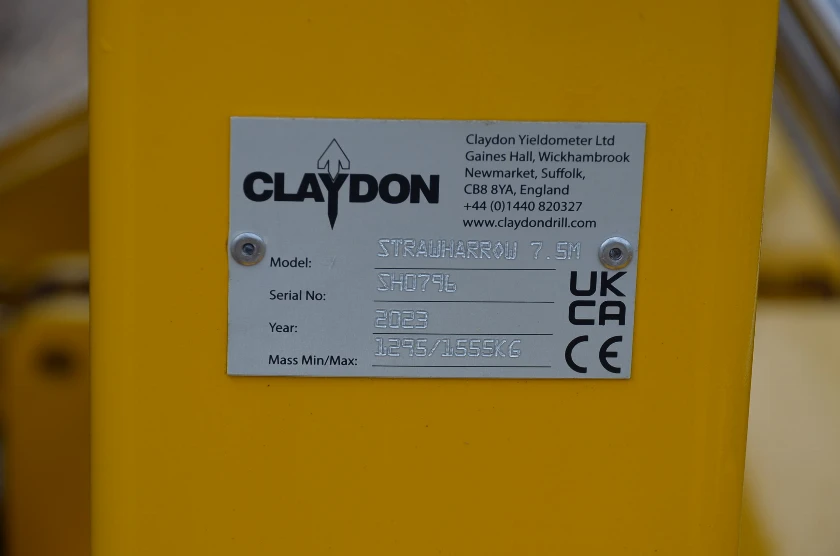 CLAYDON
Claydon Yieldometer Ltd
Gaines Hall, Wickhambrook
Newmarket, Suffolk,
CB8 8YA, England
+44 (0)1440 820327
www.claydondrill.com
Model: STRAWHARROW 7.5M
Serial No: SH0796
Year: 2023
Mass Min/Max: 1295/1555KG
UK
CA
CE